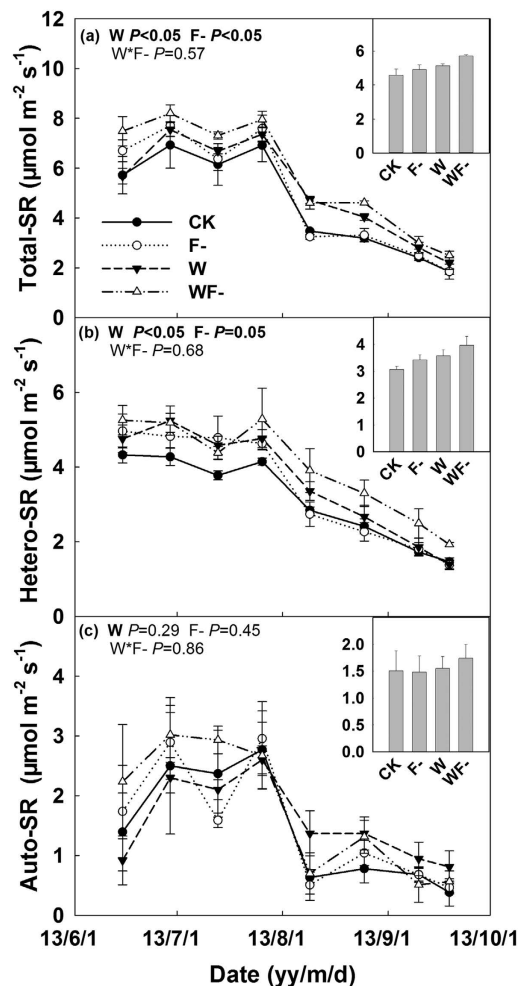 (a) W P<0.05 F- P<0.05
W*F- P=0.57
Total-SR (µmol m⁻² s⁻¹)
12
10
8
6
4
2
0
6
4
2
0
CK F- W WF-
CK
F-
W
WF-
(b) W P<0.05 F- P=0.05
W*F- P=0.68
Hetero-SR (µmol m⁻² s⁻¹)
6
4
2
0
4
3
2
1
0
CK F- W WF-
(c) W P=0.29 F- P=0.45
W*F- P=0.86
Auto-SR (µmol m⁻² s⁻¹)
4
3
2
1
0
2.0
1.5
1.0
0.5
0.0
CK F- W WF-
13/6/1 13/7/1 13/8/1 13/9/1 13/10/1
Date (yy/m/d)